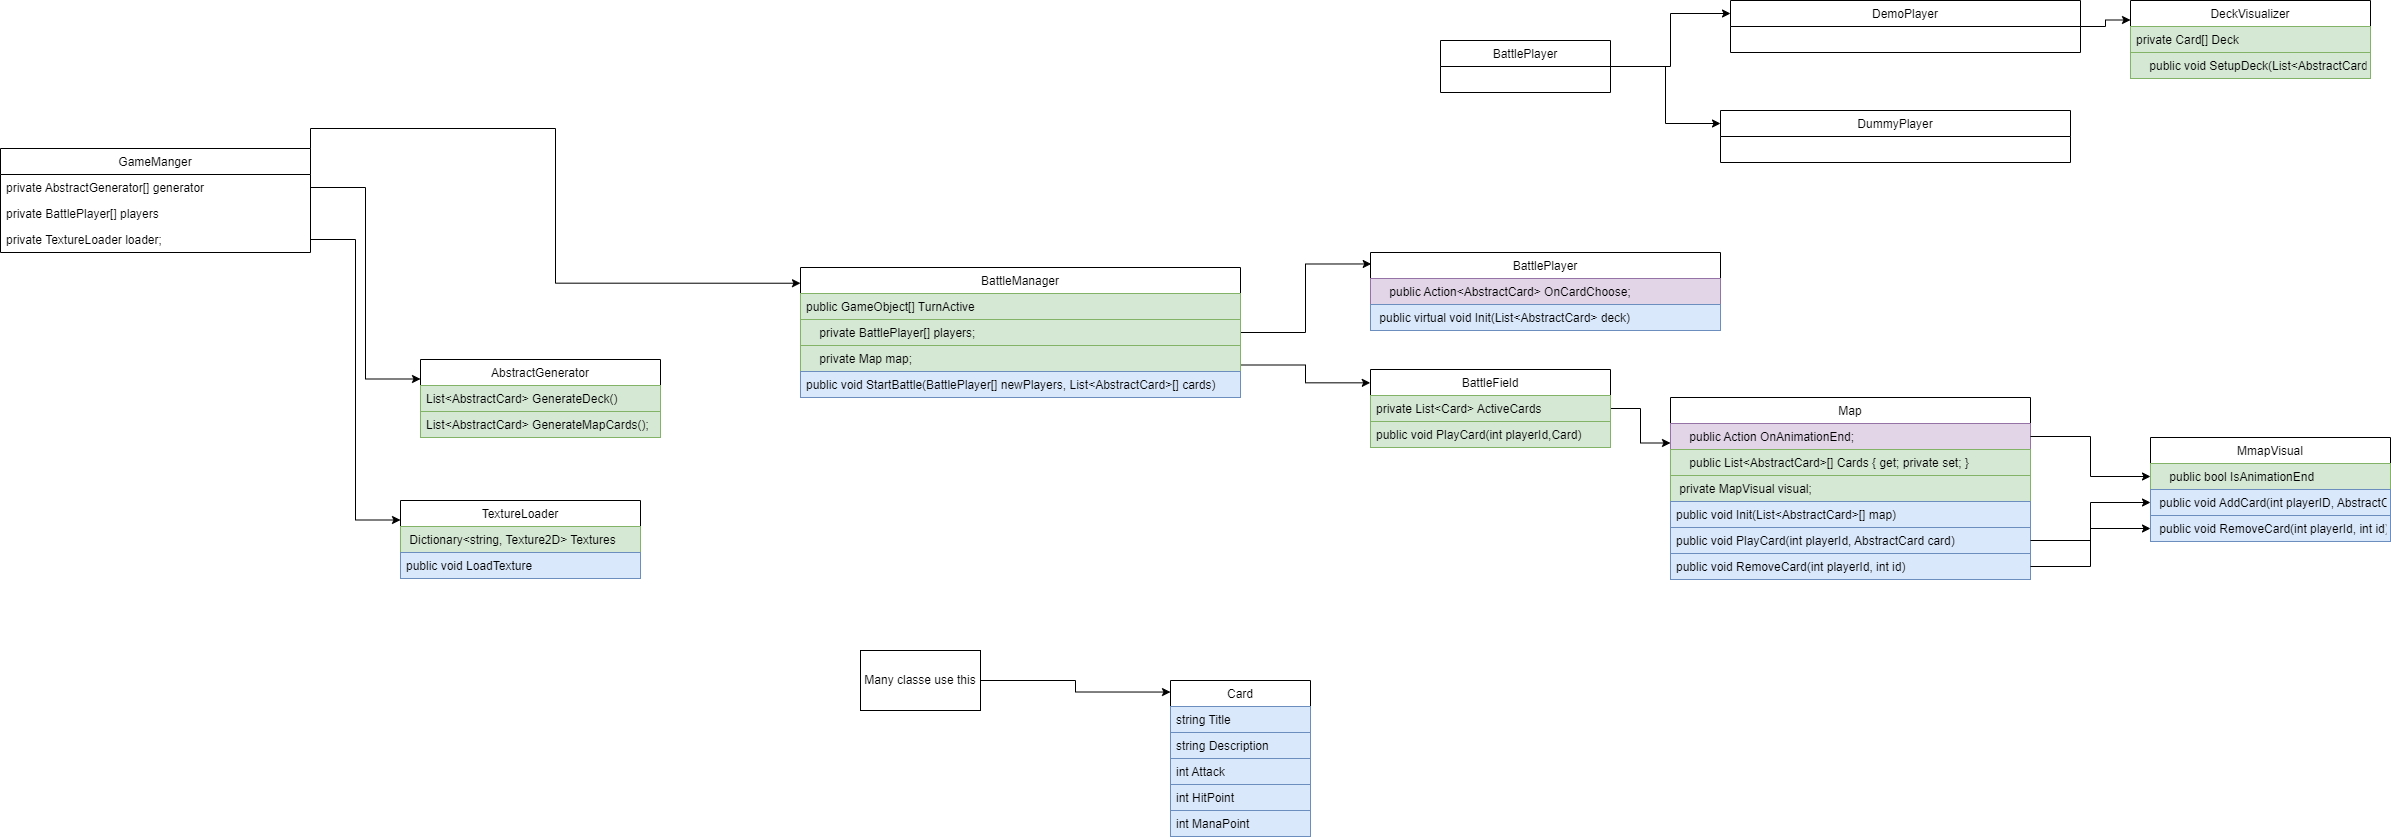 DemoPlayer
DeckVisualizer
private Card[] Deck
public void SetupDeck(List<AbstractCard
BattlePlayer
DummyPlayer
GameManger
private AbstractGenerator[] generator
private BattlePlayer[] players
private TextureLoader loader;
BattleManager
public GameObject[] TurnActive
private BattlePlayer[] players;
private Map map;
public void StartBattle(BattlePlayer[] newPlayers, List<AbstractCard>[] cards)
BattlePlayer
public Action<AbstractCard> OnCardChoose;
public virtual void Init(List<AbstractCard> deck)
AbstractGenerator
List<AbstractCard> GenerateDeck()
List<AbstractCard> GenerateMapCards();
BattleField
private List<Card> ActiveCards
public void PlayCard(int playerId,Card)
Map
public Action OnAnimationEnd;
public List<AbstractCard>[] Cards { get; private set; }
private MapVisual visual;
public void Init(List<AbstractCard>[] map)
public void PlayCard(int playerId, AbstractCard card)
public void RemoveCard(int playerId, int id)
MmapVisual
public bool IsAnimationEnd
public void AddCard(int playerID, AbstractC
public void RemoveCard(int playerId, int id)
TextureLoader
Dictionary<string, Texture2D> Textures
public void LoadTexture
Many classe use this
Card
string Title
string Description
int Attack
int HitPoint
int ManaPoint